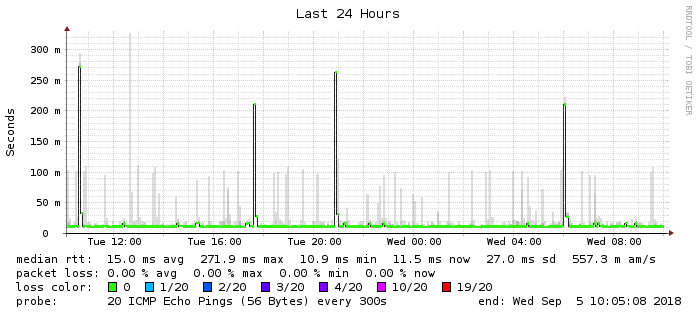 Last 24 Hours
RRDTOOL / TOBI OETIKER
Seconds
300 m
250 m
200 m
150 m
100 m
50 m
0
Tue 12:00 Tue 16:00 Tue 20:00 Wed 00:00 Wed 04:00 Wed 08:00
median rtt: 15.0 ms avg 271.9 ms max 10.9 ms min 11.5 ms now 27.0 ms sd 557.3 m am/s
packet loss: 0.00 % avg 0.00 % max 0.00 % min 0.00 % now
loss color: 0 1/20 2/20 3/20 4/20 10/20 19/20
probe: 20 ICMP Echo Pings (56 Bytes) every 300s end: Wed Sep 5 10:05:08 2018